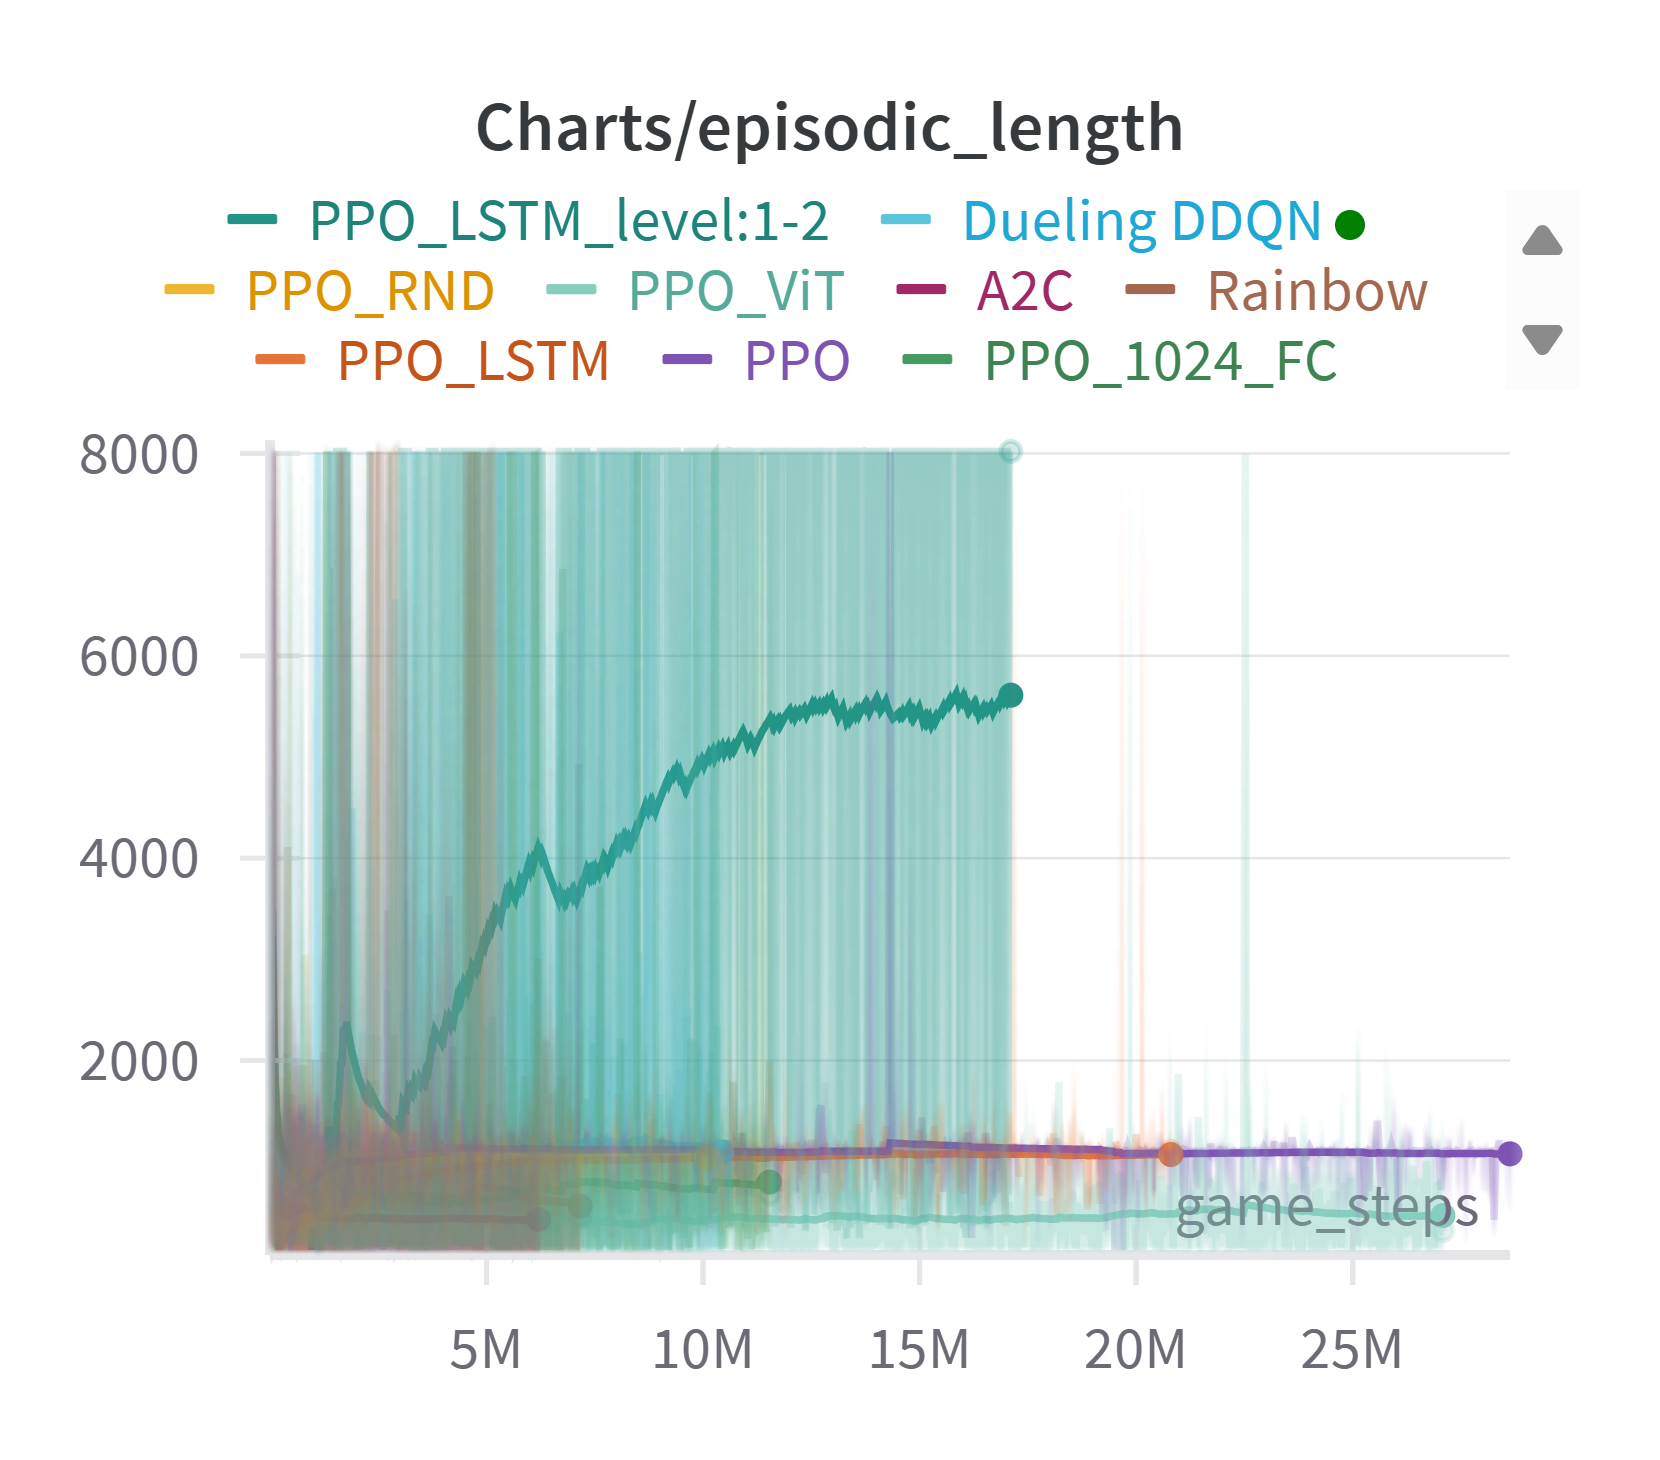 Charts/episodic_length
PPO_LSTM_level:1-2 Dueling DDQN
PPO_RND PPO_ViT A2C Rainbow
PPO_LSTM PPO PPO_1024_FC
8000
6000
4000
2000
game_steps
5M 10M 15M 20M 25M